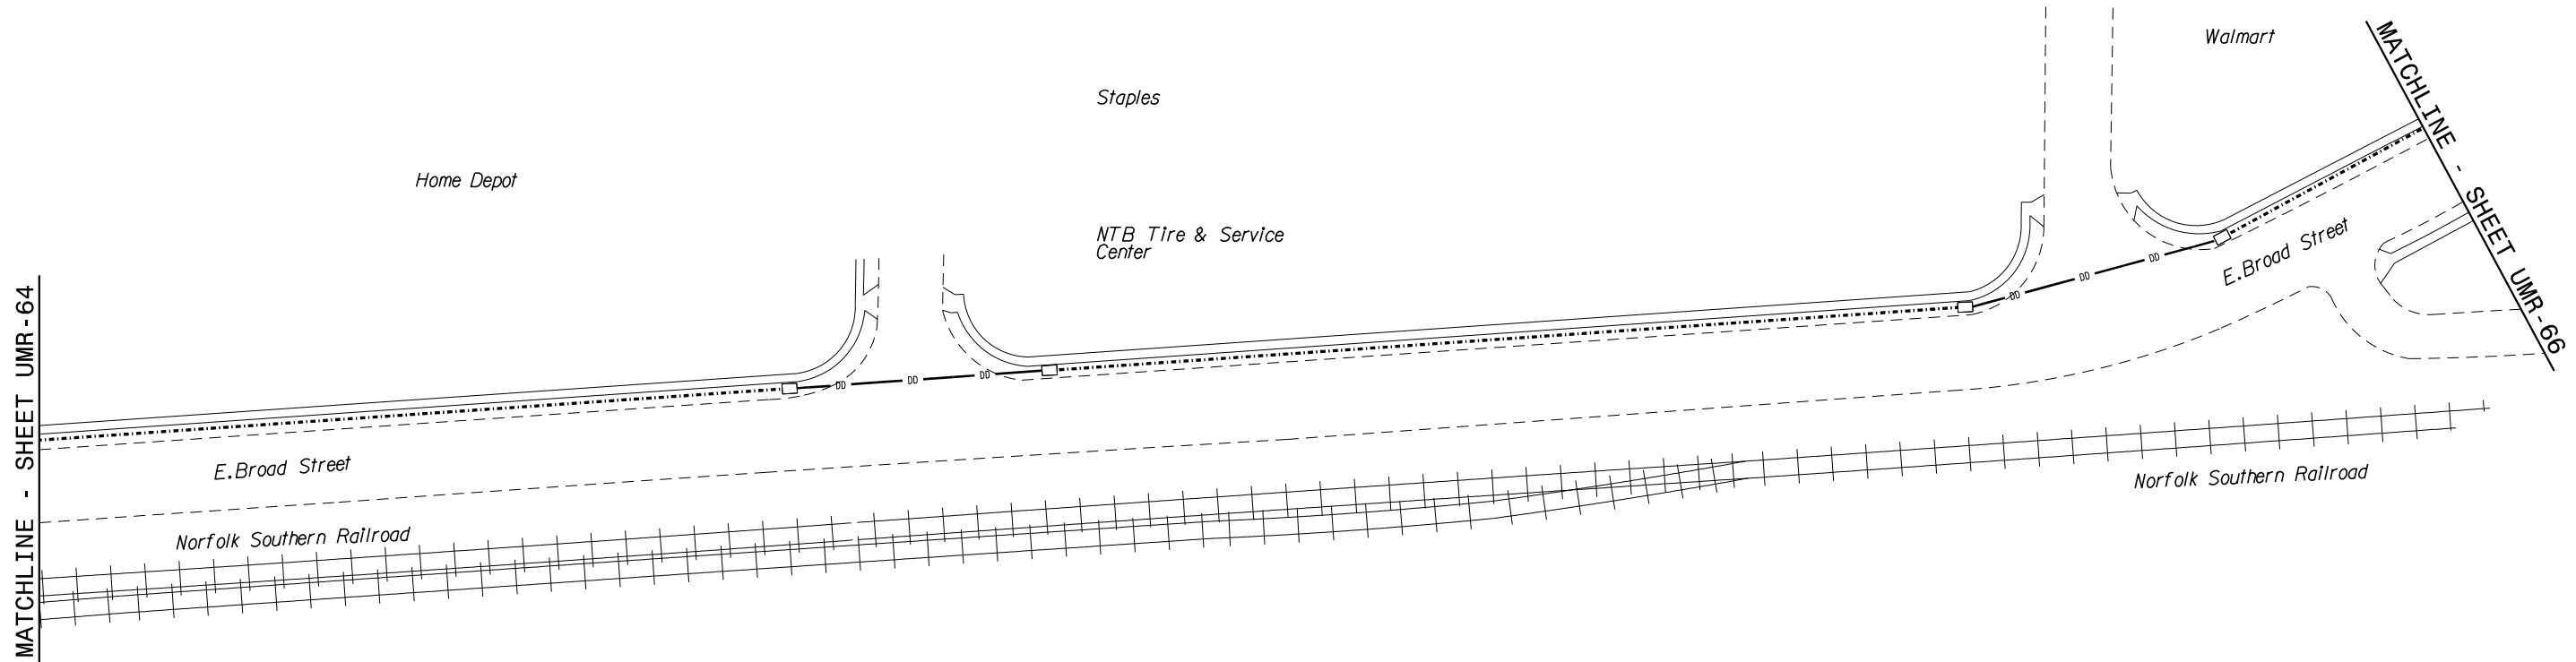 Walmart
MATCHLINE - SHEET UMR-66
Staples
Home Depot
NTB Tire & Service
Center
E.Broad Street
DD
DD
DD
DD
DD
DD
MATCHLINE - SHEET UMR-64
E.Broad Street
Norfolk Southern Railroad
Norfolk Southern Railroad